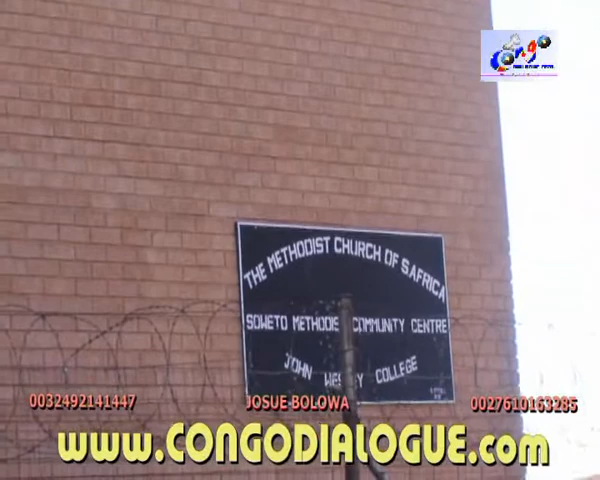 Congo
THE METHODIST CHURCH OF S.AFRICA
SOWETO METHODIST COMMUNITY CENTRE
JOHN WESLEY COLLEGE
0032492141447 JOSUE-BOLOWA 0027610163285
www.CONGODIALOGUE.com